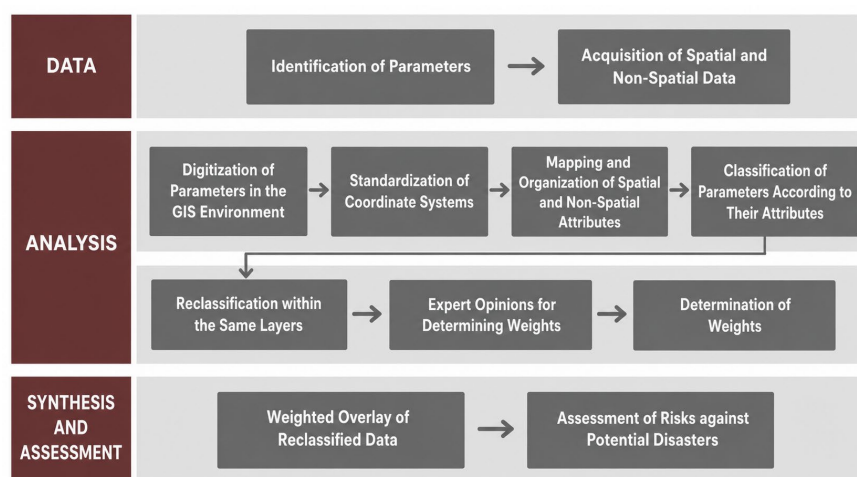 DATA
Identification of Parameters
Acquisition of Spatial and
Non-Spatial Data
ANALYSIS
Digitization of
Parameters in the
GIS Environment
Standardization of
Coordinate Systems
Mapping and
Organization of Spatial
and Non-Spatial
Attributes
Classification of
Parameters According to
Their Attributes
Reclassification within
the Same Layers
Expert Opinions for
Determining Weights
Determination of
Weights
SYNTHESIS
AND
ASSESSMENT
Weighted Overlay of
Reclassified Data
Assessment of Risks against
Potential Disasters